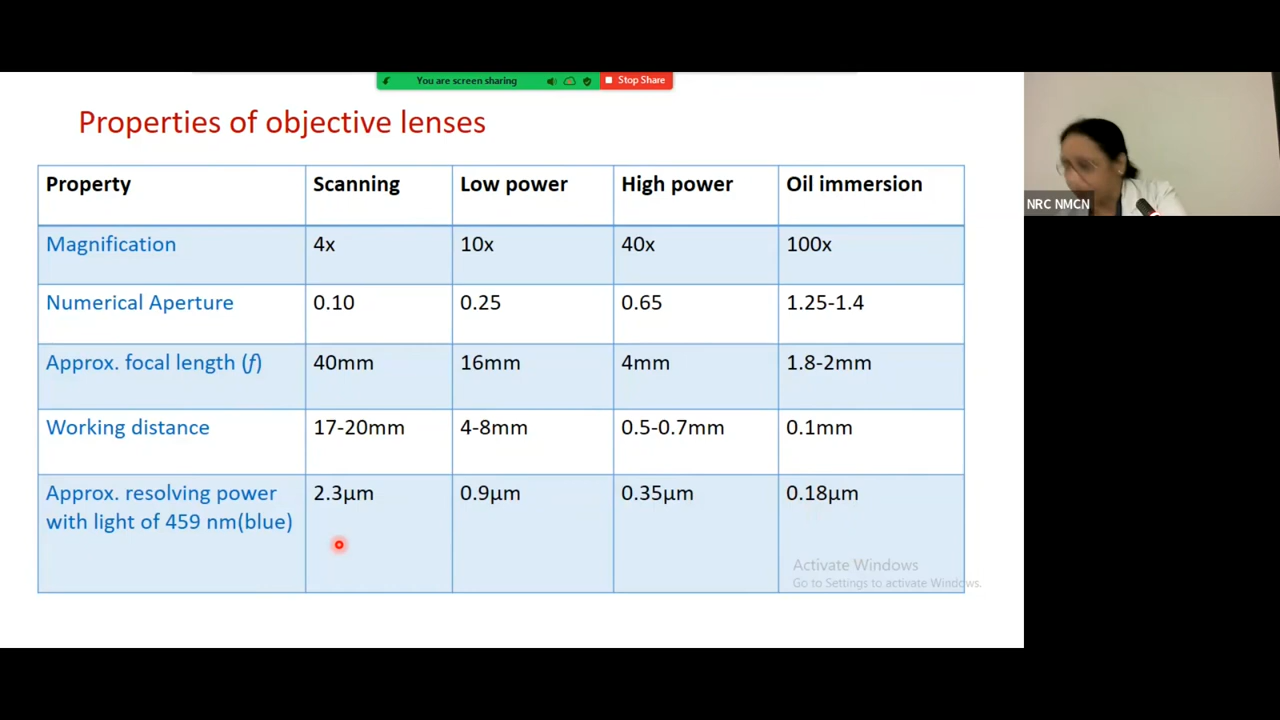 You are screen sharing
Stop Share
Properties of objective lenses
Property Scanning Low power High power Oil immersion
Magnification 4x 10x 40x 100x
Numerical Aperture 0.10 0.25 0.65 1.25-1.4
Approx. focal length (f) 40mm 16mm 4mm 1.8-2mm
Working distance 17-20mm 4-8mm 0.5-0.7mm 0.1mm
Approx. resolving power 2.3μm 0.9μm 0.35μm 0.18μm
with light of 459 nm(blue)
NRC NMCN
Activate Windows
Go to Settings to activate Windows.